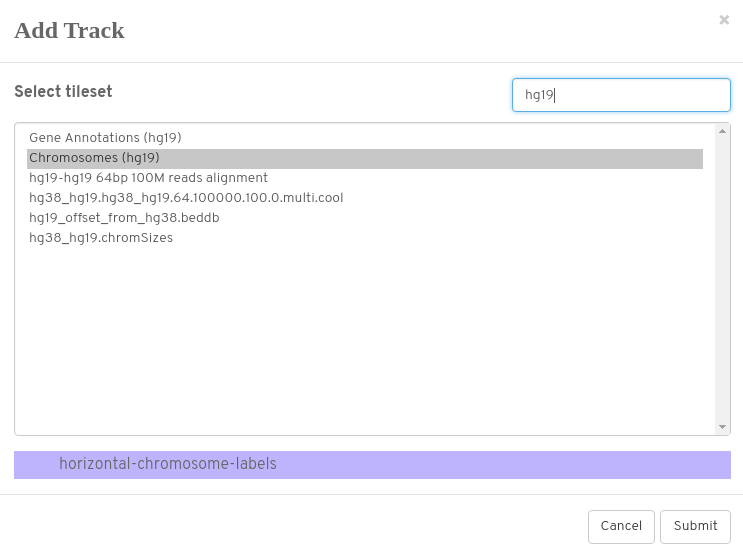 Add Track
×
Select tileset
hg19
Gene Annotations (hg19)
Chromosomes (hg19)
hg19-hg19 64bp 100M reads alignment
hg38_hg19.hg38_hg19.64.100000.100.0.multi.cool
hg19_offset_from_hg38.beddb
hg38_hg19.chromSizes
horizontal-chromosome-labels
Cancel
Submit